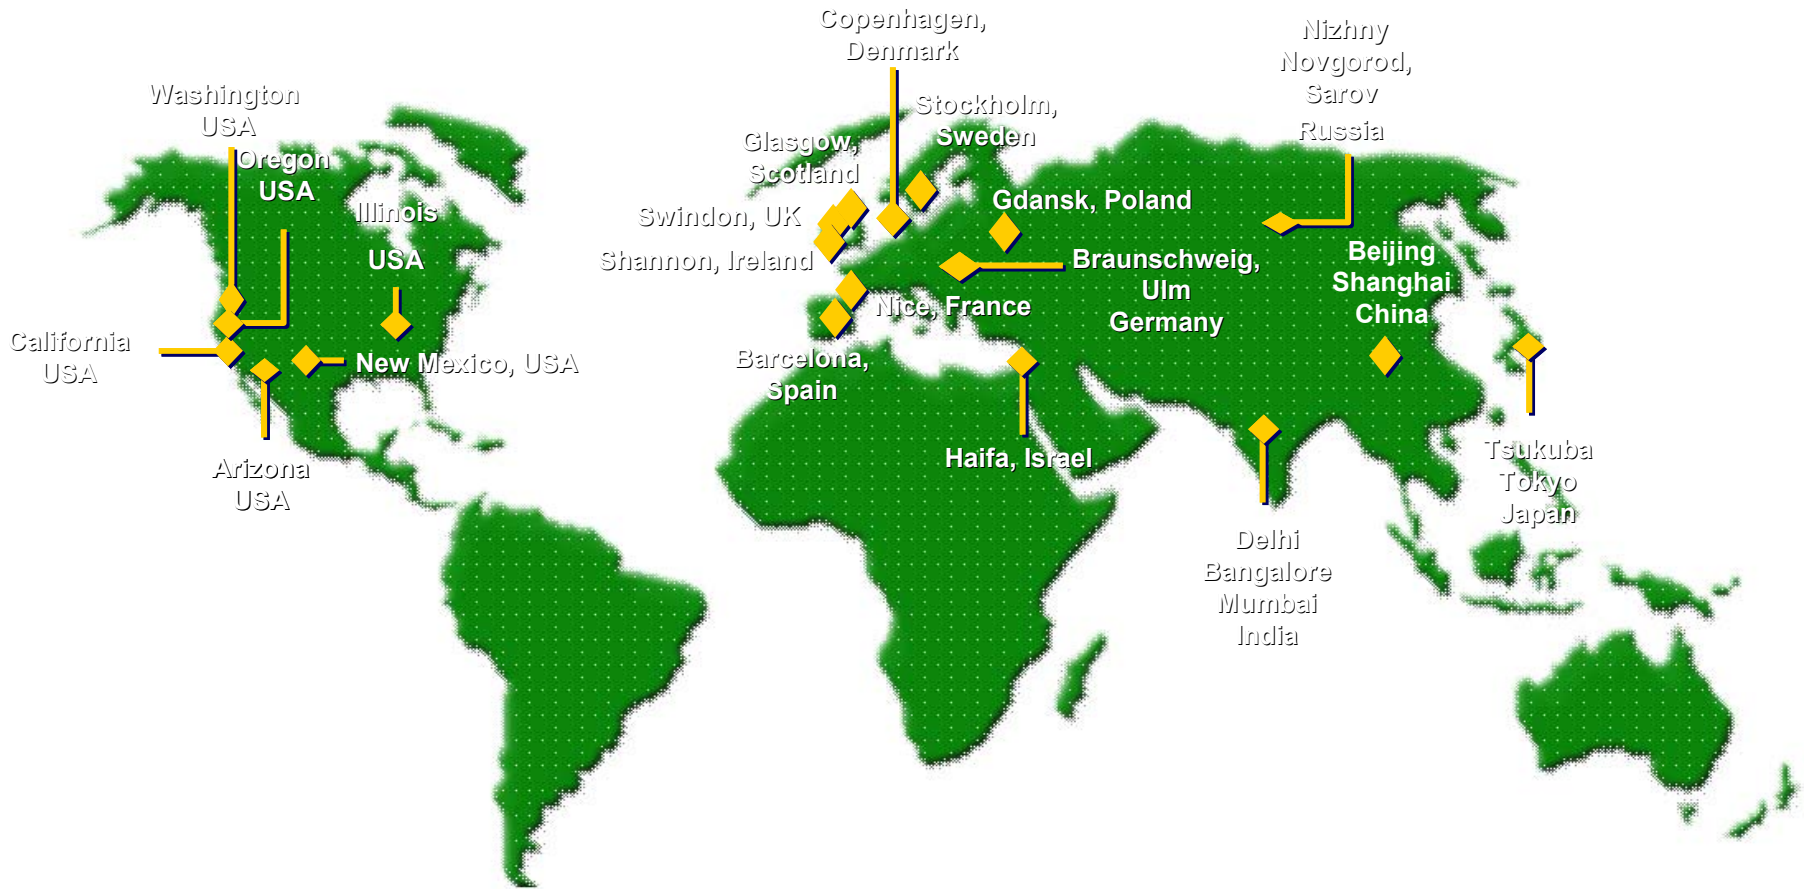 Copenhagen,
Denmark
Nizhny
Novgorod,
Sarov
Russia
Washington
USA
Stockholm,
Sweden
Glasgow,
Scotland
Oregon
USA
Illinois
USA
Swindon, UK
Gdansk, Poland
Shannon, Ireland
Braunschweig,
Ulm
Germany
Beijing
Shanghai
China
Nice, France
California
USA
New Mexico, USA
Barcelona,
Spain
Arizona
USA
Haifa, Israel
Tsukuba
Tokyo
Japan
Delhi
Bangalore
Mumbai
India